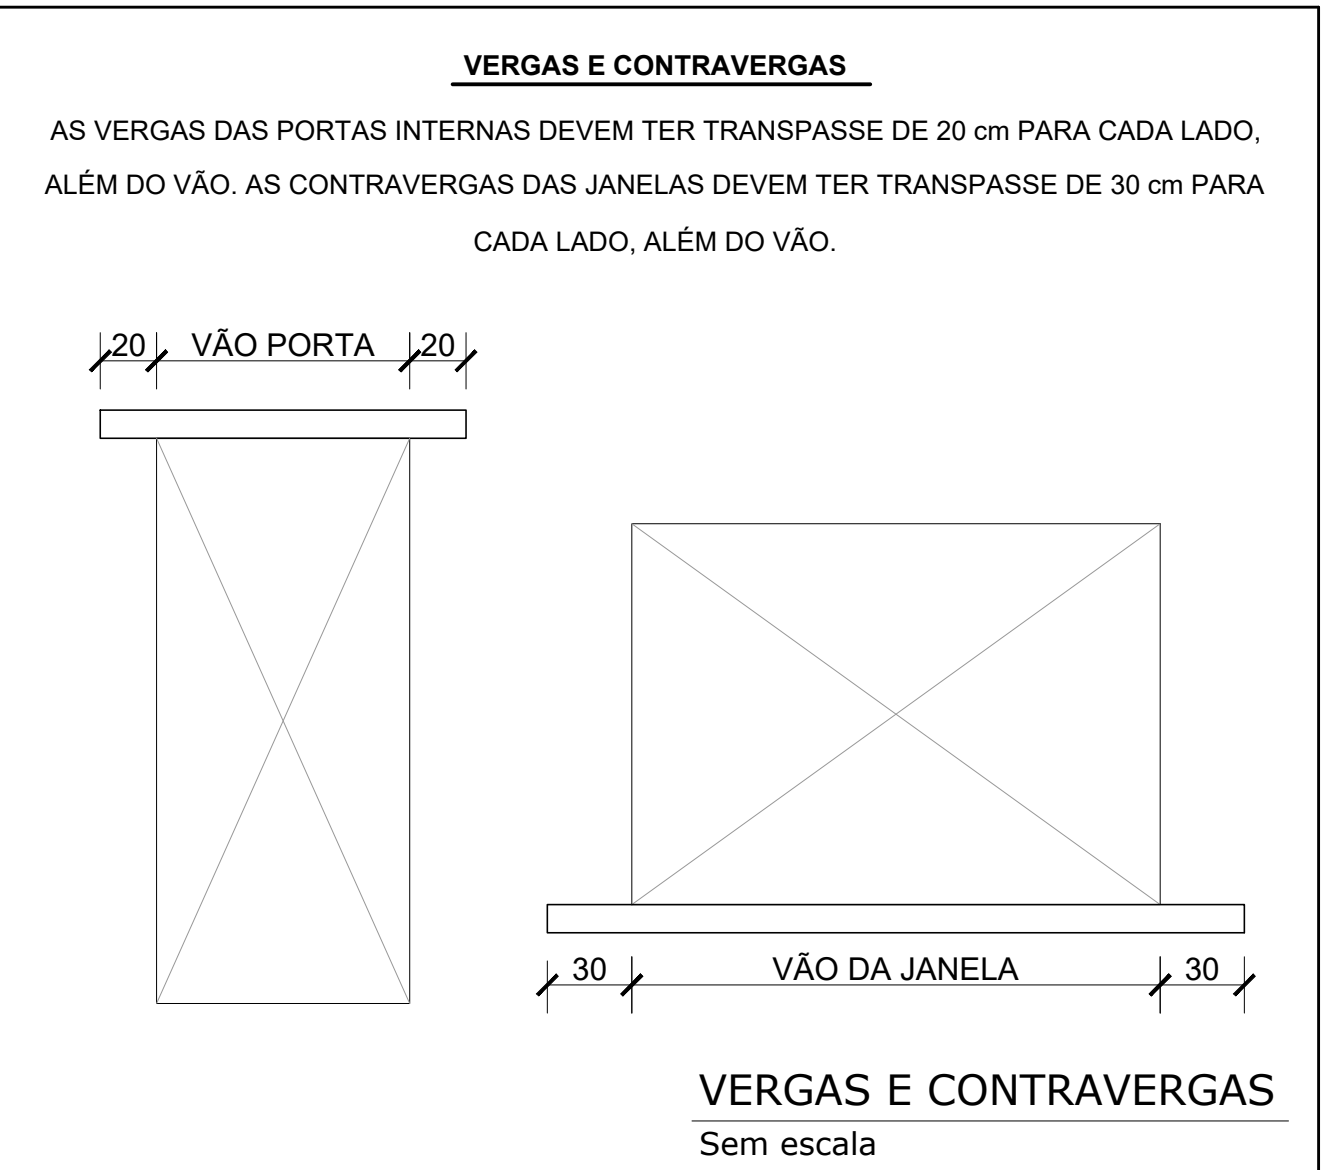 VERGAS E CONTRAVERGAS
AS VERGAS DAS PORTAS INTERNAS DEVEM TER TRANSPASSE DE 20 cm PARA CADA LADO,
ALÉM DO VÃO. AS CONTRAVERGAS DAS JANELAS DEVEM TER TRANSPASSE DE 30 cm PARA
CADA LADO, ALÉM DO VÃO.
20 VÃO PORTA 20
30 VÃO DA JANELA 30
VERGAS E CONTRAVERGAS
Sem escala